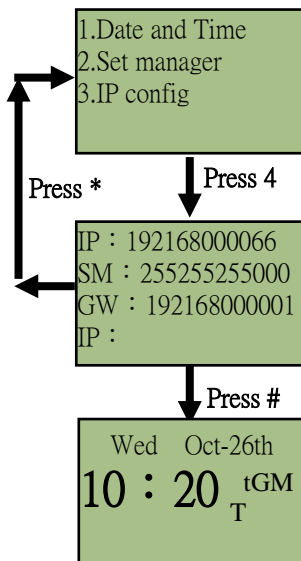 1.Date and Time
2.Set manager
3.IP config
Press *
Press 4
IP：192168000066
SM：255255255000
GW：192168000001
IP：
Press #
Wed Oct-26th
10：20 tGM
T